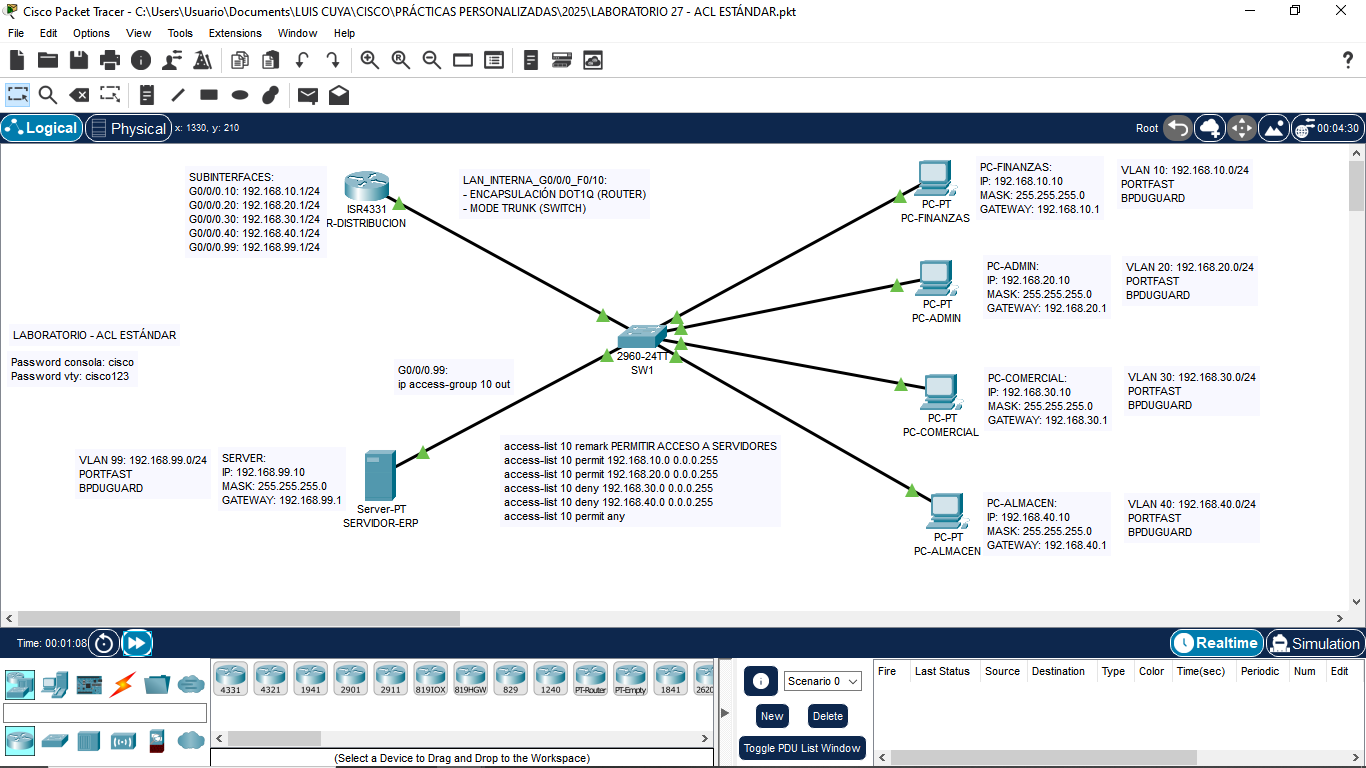 Cisco Packet Tracer - C:\Users\Usuario\Documents\LUIS CUYA\CISCO\PRÁCTICAS PERSONALIZADAS\2025\LABORATORIO 27 - ACL ESTÁNDAR.pkt
File Edit Options View Tools Extensions Window Help
Logical Physical x: 1330, y: 210
Root 00:04:30
SUBINTERFACES:
G0/0/0.10: 192.168.10.1/24
G0/0/0.20: 192.168.20.1/24
G0/0/0.30: 192.168.30.1/24
G0/0/0.40: 192.168.40.1/24
G0/0/0.99: 192.168.99.1/24
ISR4331
R-DISTRIBUCION
LAN_INTERNA_G0/0/0_F0/10:
- ENCAPSULACIÓN DOT1Q (ROUTER)
- MODE TRUNK (SWITCH)
PC-PT
PC-FINANZAS
PC-FINANZAS:
IP: 192.168.10.10
MASK: 255.255.255.0
GATEWAY: 192.168.10.1
VLAN 10: 192.168.10.0/24
PORTFAST
BPDUGUARD
PC-PT
PC-ADMIN
PC-ADMIN:
IP: 192.168.20.10
MASK: 255.255.255.0
GATEWAY: 192.168.20.1
VLAN 20: 192.168.20.0/24
PORTFAST
BPDUGUARD
LABORATORIO - ACL ESTÁNDAR
Password consola: cisco
Password vty: cisco123
2960-24TT
SW1
G0/0/0.99:
ip access-group 10 out
PC-PT
PC-COMERCIAL
PC-COMERCIAL:
IP: 192.168.30.10
MASK: 255.255.255.0
GATEWAY: 192.168.30.1
VLAN 30: 192.168.30.0/24
PORTFAST
BPDUGUARD
VLAN 99: 192.168.99.0/24
PORTFAST
BPDUGUARD
SERVER:
IP: 192.168.99.10
MASK: 255.255.255.0
GATEWAY: 192.168.99.1
Server-PT
SERVIDOR-ERP
access-list 10 remark PERMITIR ACCESO A SERVIDORES
access-list 10 permit 192.168.10.0 0.0.0.255
access-list 10 permit 192.168.20.0 0.0.0.255
access-list 10 deny 192.168.30.0 0.0.0.255
access-list 10 deny 192.168.40.0 0.0.0.255
access-list 10 permit any
PC-PT
PC-ALMACEN
PC-ALMACEN:
IP: 192.168.40.10
MASK: 255.255.255.0
GATEWAY: 192.168.40.1
VLAN 40: 192.168.40.0/24
PORTFAST
BPDUGUARD
Time: 00:01:08
Realtime Simulation
4331 4321 1941 2901 2911 819IOX 819HGW 829 1240 PT-Router PT-Empty 1841 2620
(Select a Device to Drag and Drop to the Workspace)
Scenario 0
New Delete
Toggle PDU List Window
Fire Last Status Source Destination Type Color Time(sec) Periodic Num Edit